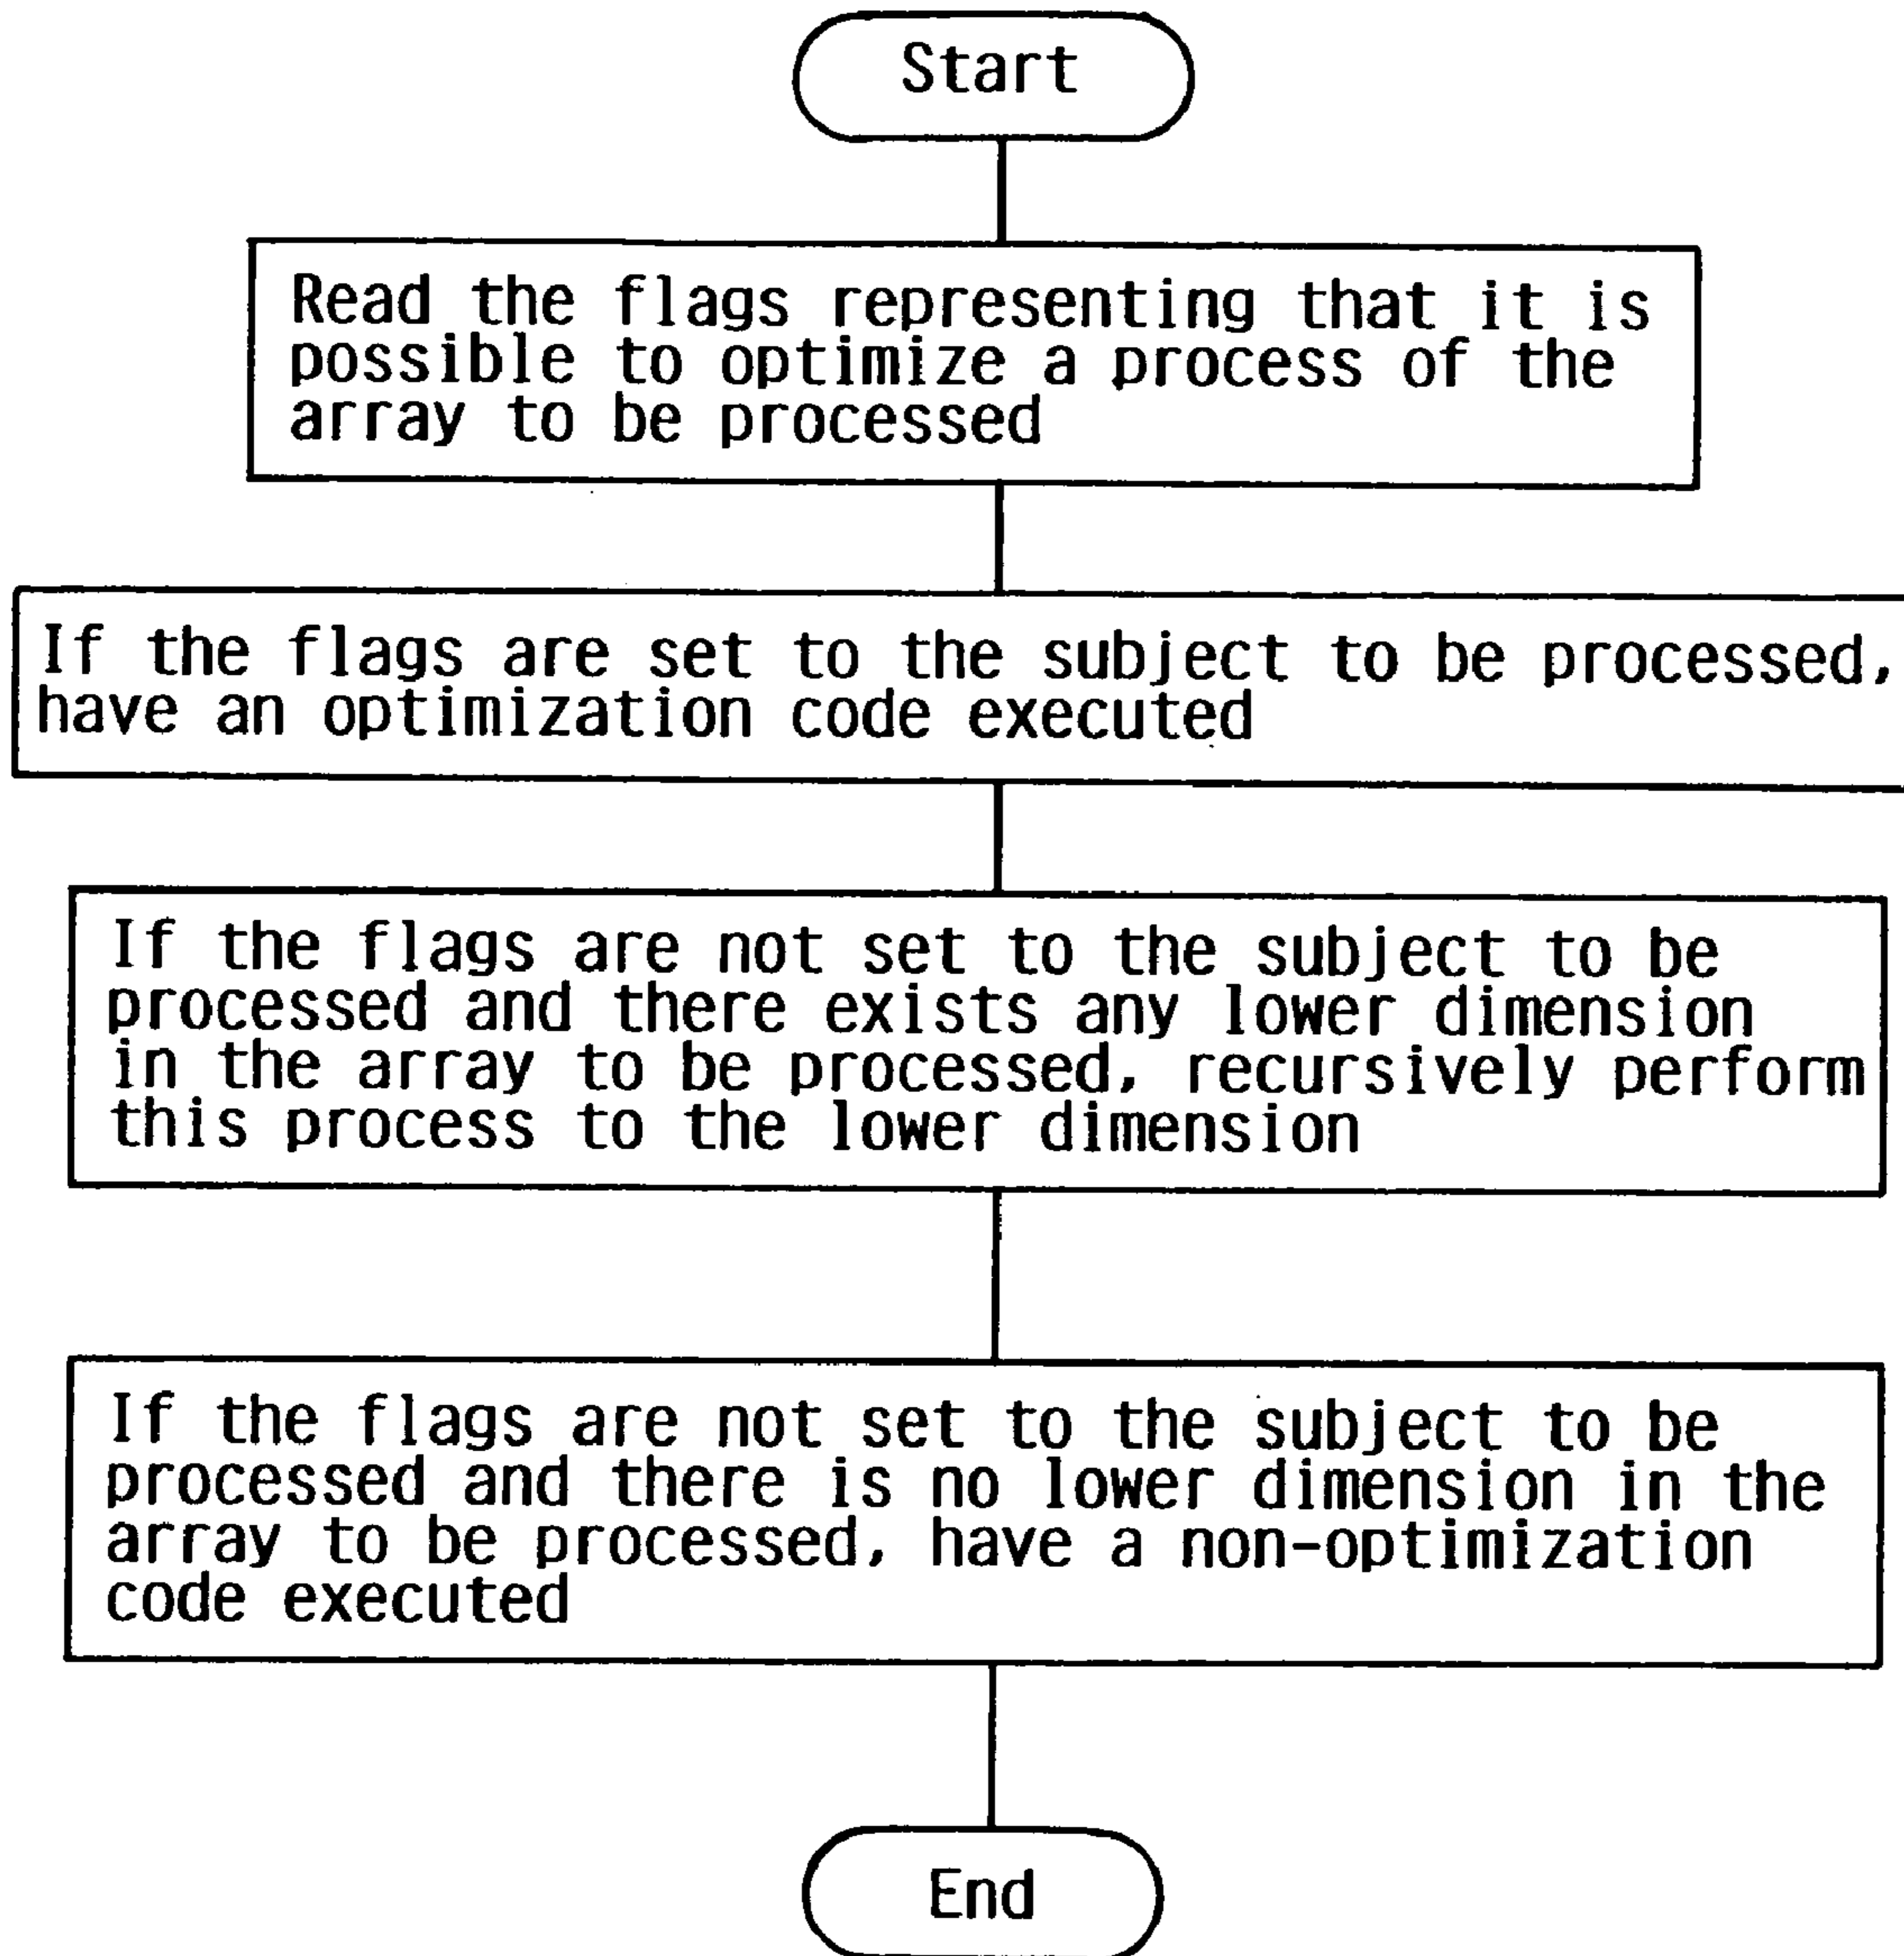 Start
Read the flags representing that it is
possible to optimize a process of the
array to be processed
If the flags are set to the subject to be processed,
have an optimization code executed
If the flags are not set to the subject to be
processed and there exists any lower dimension
in the array to be processed, recursively perform
this process to the lower dimension
If the flags are not set to the subject to be
processed and there is no lower dimension in the
array to be processed, have a non-optimization
code executed
End